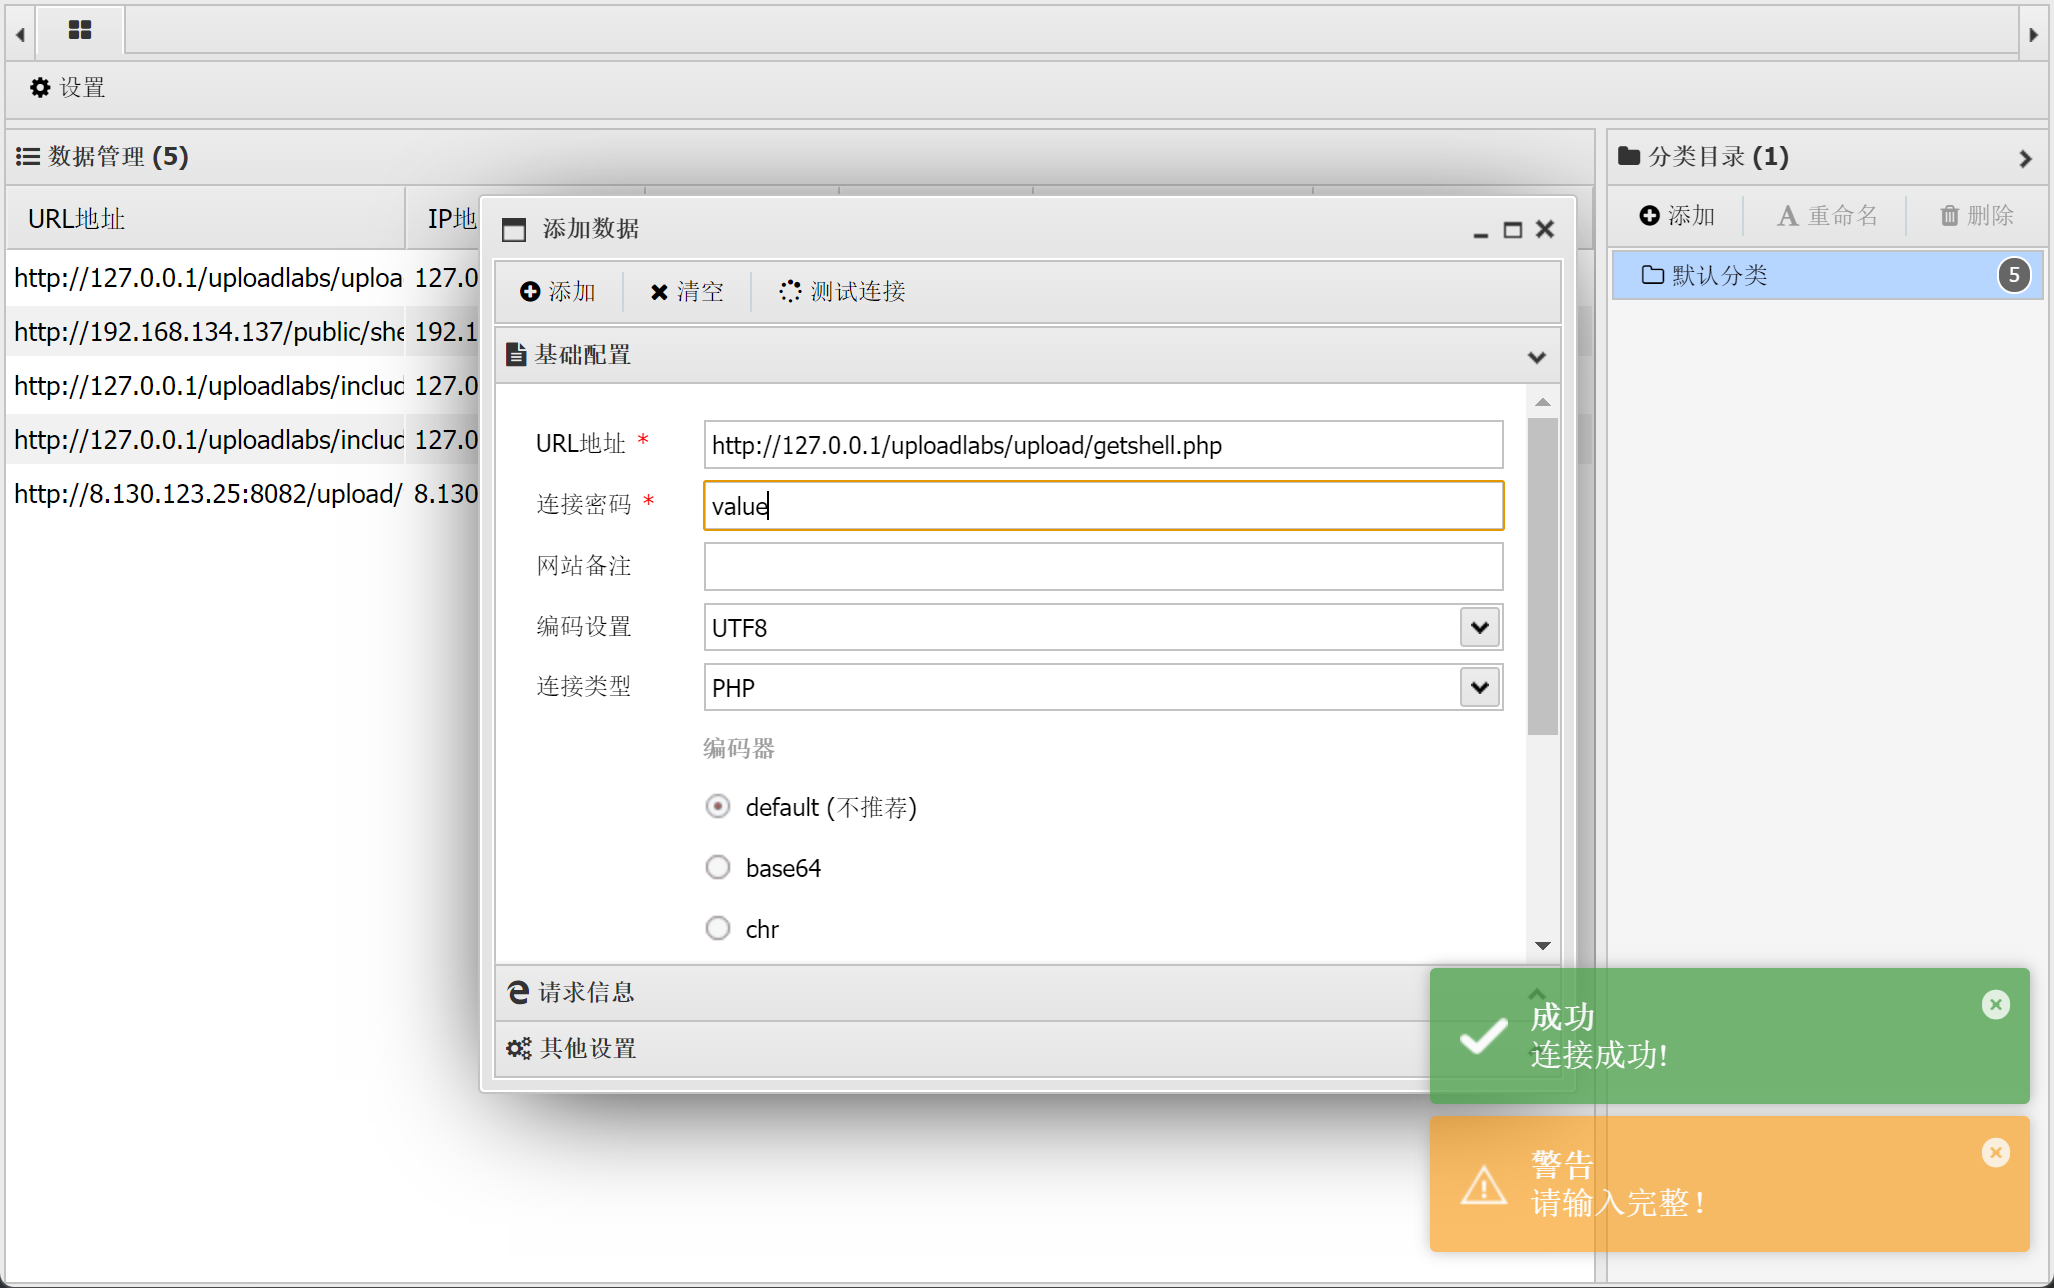 设置
数据管理 (5)
URL地址
IP地
http://127.0.0.1/uploadlabs/uploa
127.0
http://192.168.134.137/public/she
192.1
http://127.0.0.1/uploadlabs/includ
127.0
http://127.0.0.1/uploadlabs/includ
127.0
http://8.130.123.25:8082/upload/
8.130
添加数据
添加
清空
测试连接
基础配置
URL地址 *
http://127.0.0.1/uploadlabs/upload/getshell.php
连接密码 *
value
网站备注
编码设置
UTF8
连接类型
PHP
编码器
default (不推荐)
base64
chr
请求信息
其他设置
分类目录 (1)
添加
重命名
删除
默认分类
5
成功
连接成功!
警告
请输入完整!